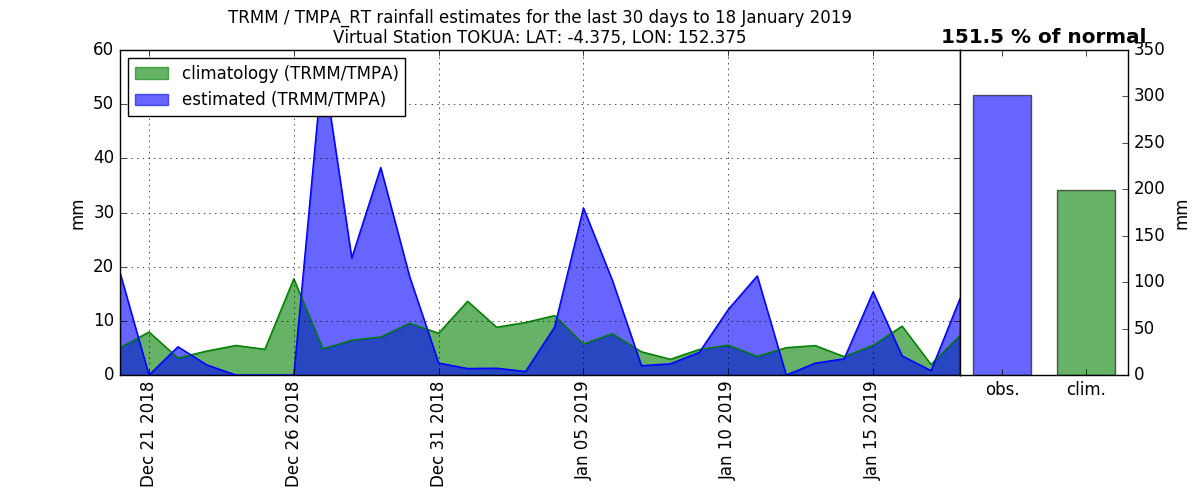 TRMM / TMPA_RT rainfall estimates for the last 30 days to 18 January 2019
Virtual Station TOKUA: LAT: -4.375, LON: 152.375
151.5 % of normal
climatology (TRMM/TMPA)
estimated (TRMM/TMPA)
60
50
40
30
20
10
0
mm
Dec 21 2018
Dec 26 2018
Dec 31 2018
Jan 05 2019
Jan 10 2019
Jan 15 2019
350
300
250
200
150
100
50
0
mm
obs.
clim.